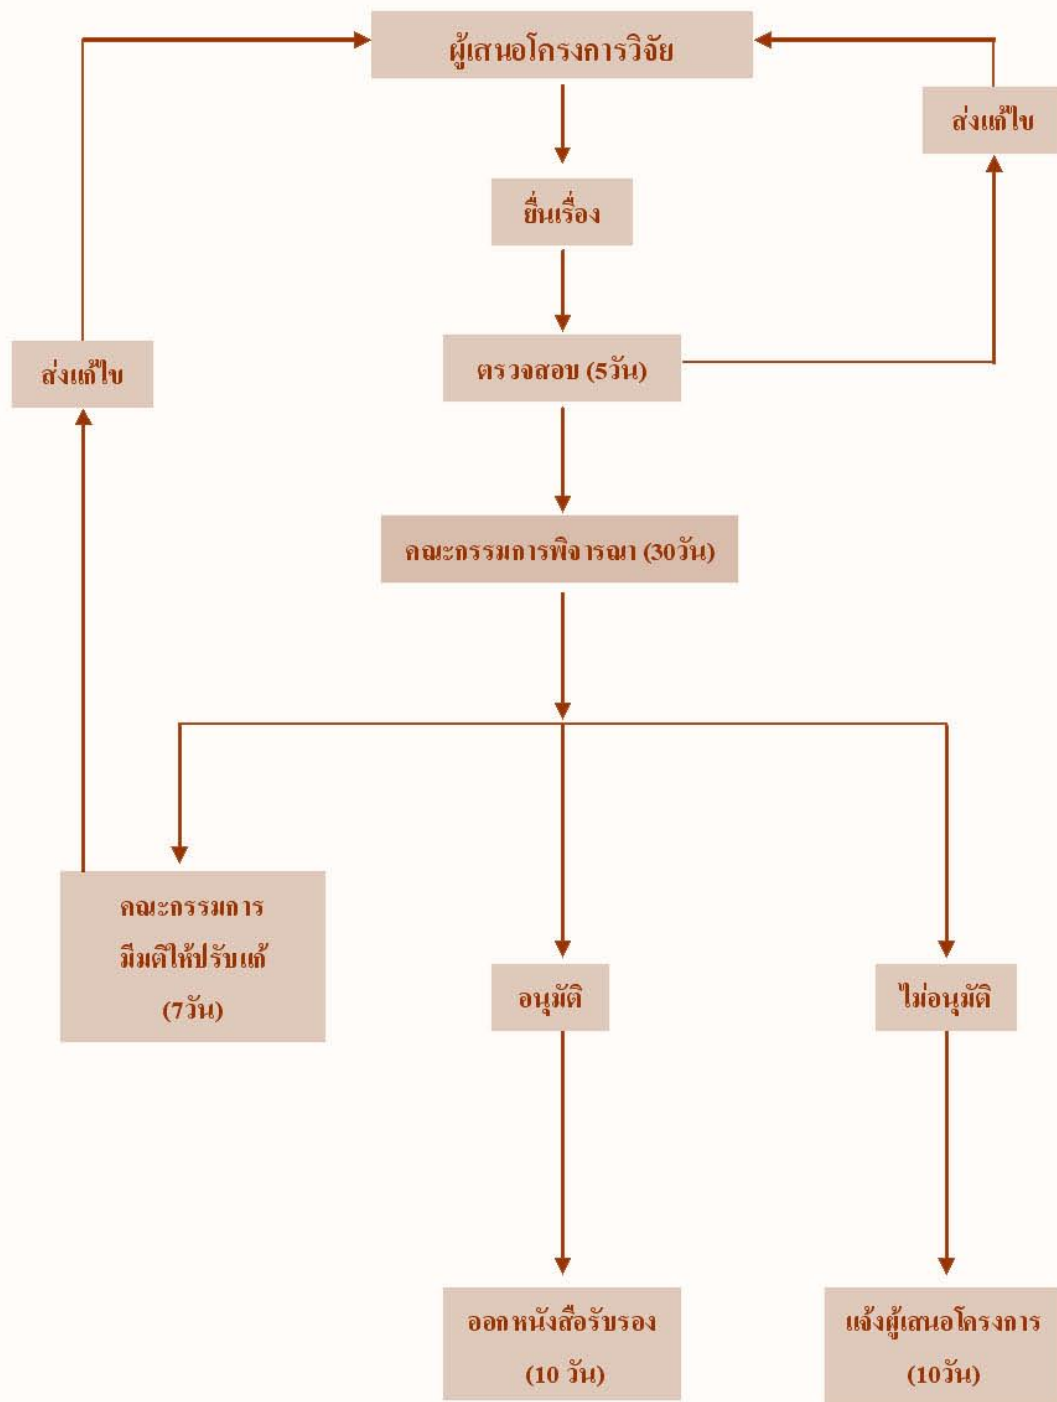 ผู้เสนอโครงการวิจัย
ส่งแก้ไข
ยื่นเรื่อง
ส่งแก้ไข
ตรวจสอบ (5วัน)
คณะกรรมการพิจารณา (30วัน)
คณะกรรมการ
มีมติให้ปรับแก้
(7วัน)
อนุมัติ
ไม่อนุมัติ
ออกหนังสือรับรอง
(10 วัน)
แจ้งผู้เสนอโครงการ
(10วัน)